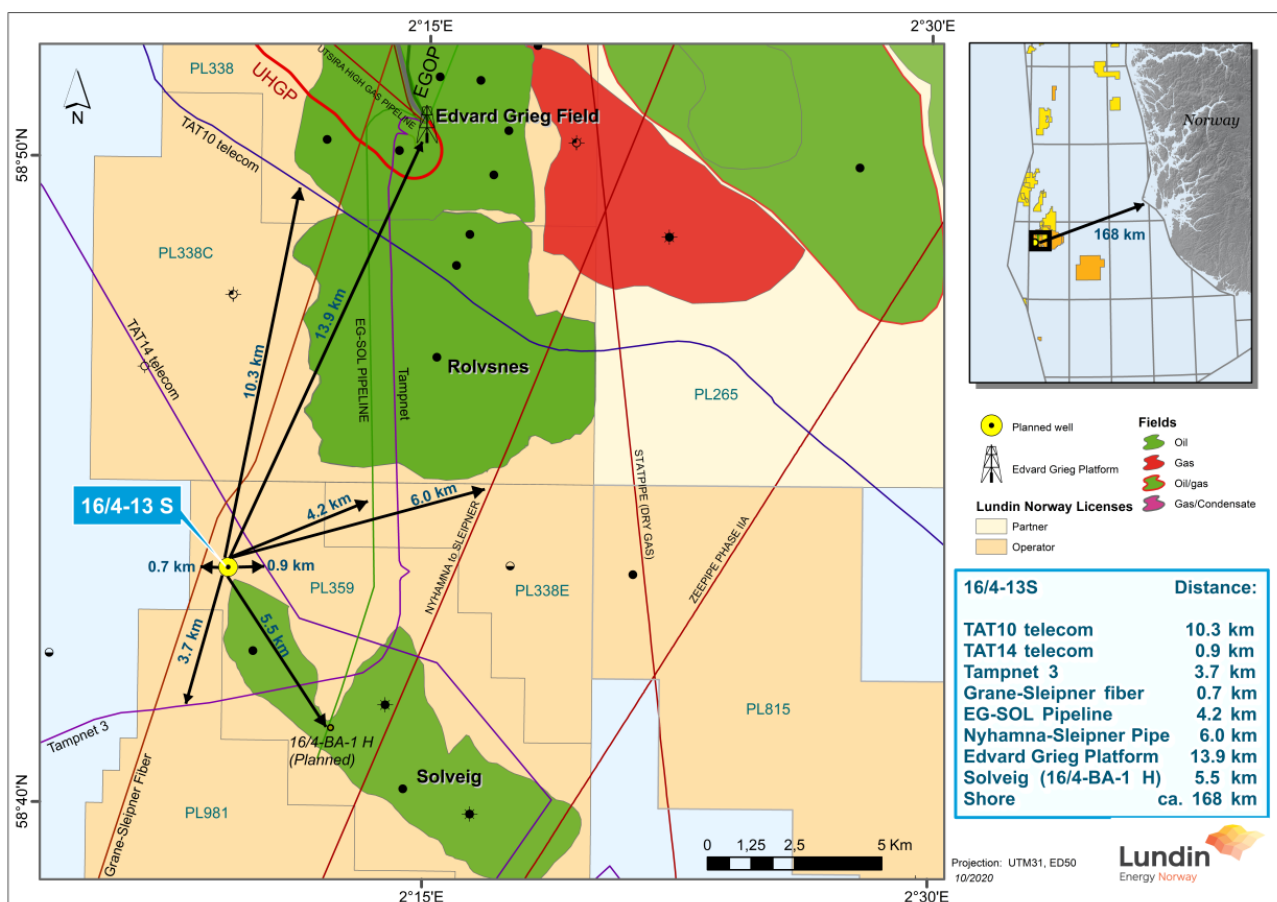 2°15'E
2°30'E
58°50'N
N
PL338
UHGP
UTSIRA HIGH GAS PIPELINE
EGOP
Edvard Grieg Field
TAT10 telecom
PL338C
TAT14 telecom
10.3 km
13.9 km
EG-SOL PIPELINE
Tampnet
Rolvsnes
PL265
STATPIPE (DRY GAS)
ZEEPIPE PHASE IIA
NYHAMNA to SLEIPNER
16/4-13 S
4.2 km
6.0 km
0.7 km
0.9 km
PL359
PL338E
3.7 km
5.5 km
Tampnet 3
16/4-BA-1 H
(Planned)
PL815
Solveig
58°40'N
PL981
Grane-Sleipner Fiber
0 1,25 2,5 5 Km
2°15'E
2°30'E
Norway
168 km
Planned well
Edvard Grieg Platform
Lundin Norway Licenses
Partner
Operator
Fields
Oil
Gas
Oil/gas
Gas/Condensate
16/4-13S Distance:
TAT10 telecom 10.3 km
TAT14 telecom 0.9 km
Tampnet 3 3.7 km
Grane-Sleipner fiber 0.7 km
EG-SOL Pipeline 4.2 km
Nyhamna-Sleipner Pipe 6.0 km
Edvard Grieg Platform 13.9 km
Solveig (16/4-BA-1 H) 5.5 km
Shore ca. 168 km
Projection: UTM31, ED50
10/2020
Lundin
Energy Norway